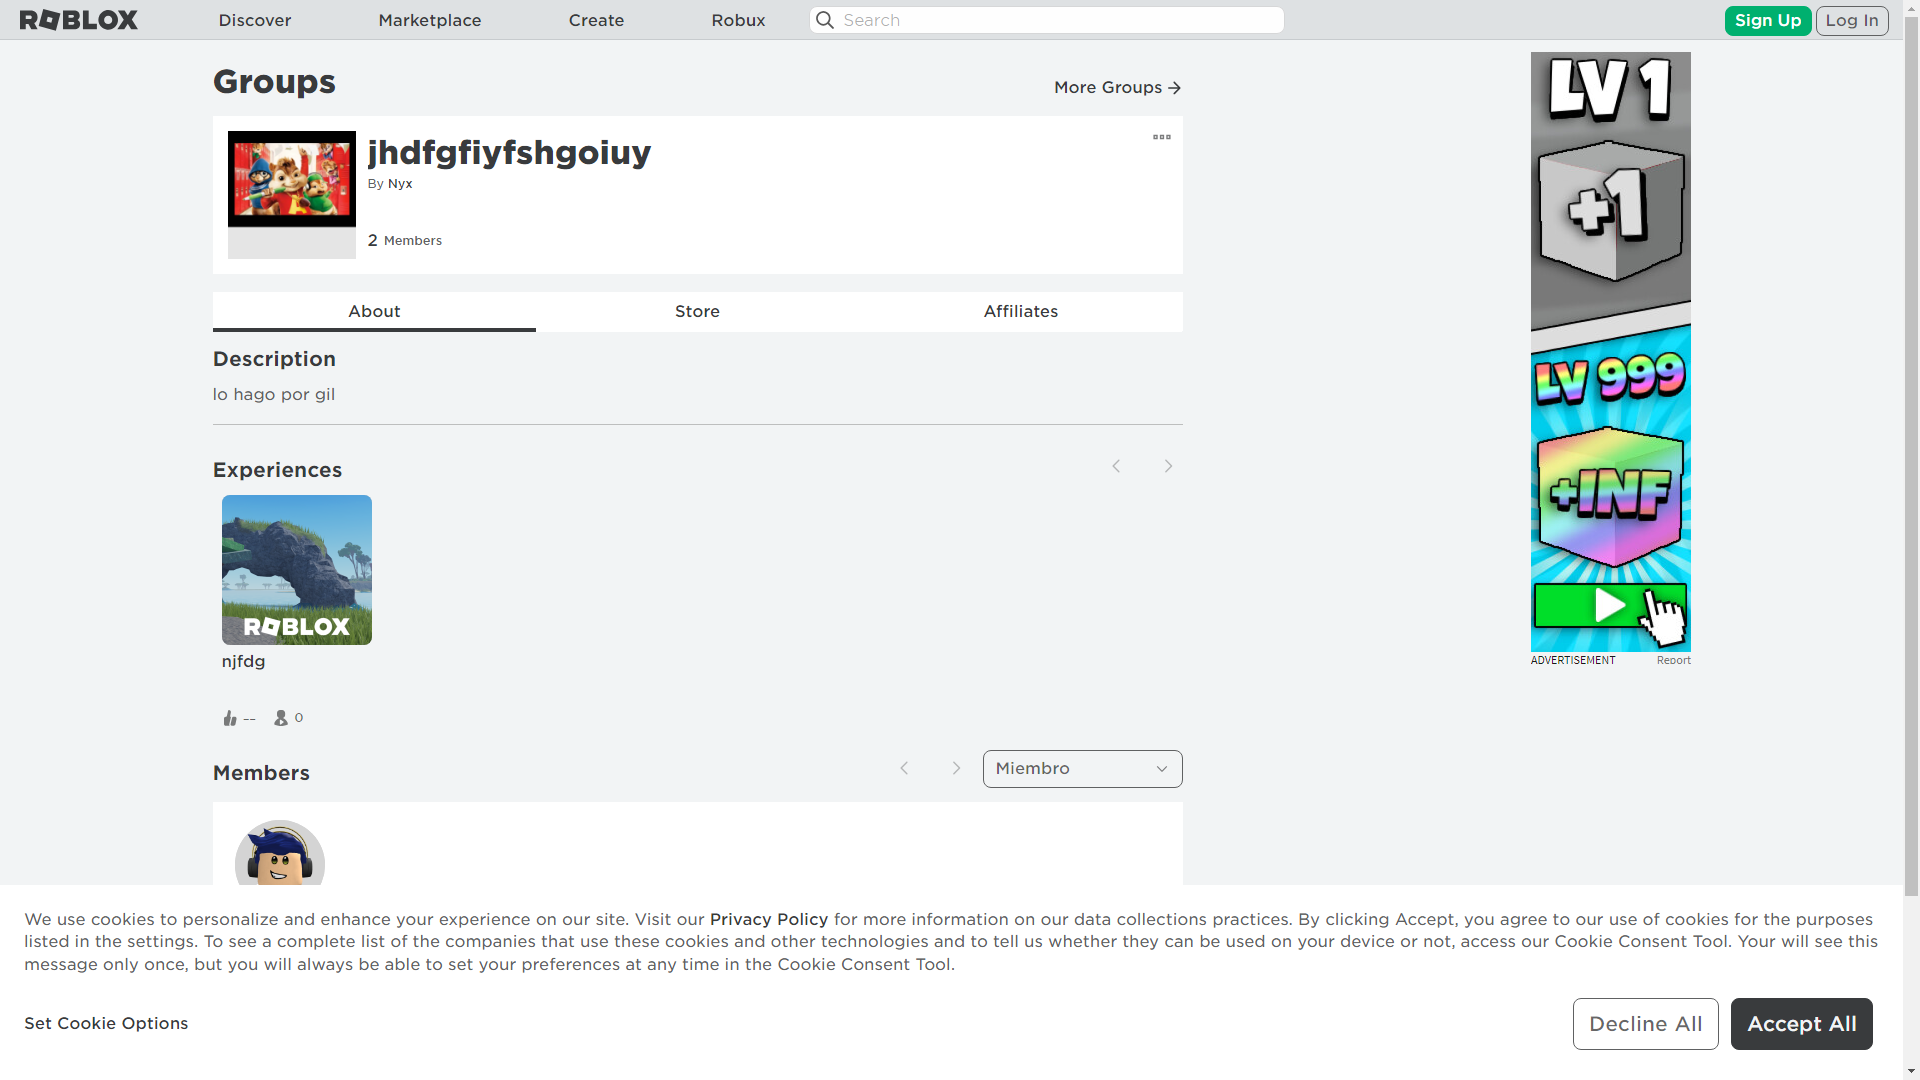 ROBLOX
Discover
Marketplace
Create
Robux
Search
Sign Up
Log In
Groups
More Groups
jhdfgfiyfshgoiuy
By Nyx
2 Members
About
Store
Affiliates
Description
lo hago por gil
Experiences
ROBLOX
njfdg
--
0
Members
Miembro
LV 1
+1
LV 999
+INF
ADVERTISEMENT
Report
We use cookies to personalize and enhance your experience on our site. Visit our Privacy Policy for more information on our data collections practices. By clicking Accept, you agree to our use of cookies for the purposes
listed in the settings. To see a complete list of the companies that use these cookies and other technologies and to tell us whether they can be used on your device or not, access our Cookie Consent Tool. Your will see this
message only once, but you will always be able to set your preferences at any time in the Cookie Consent Tool.
Set Cookie Options
Decline All
Accept All